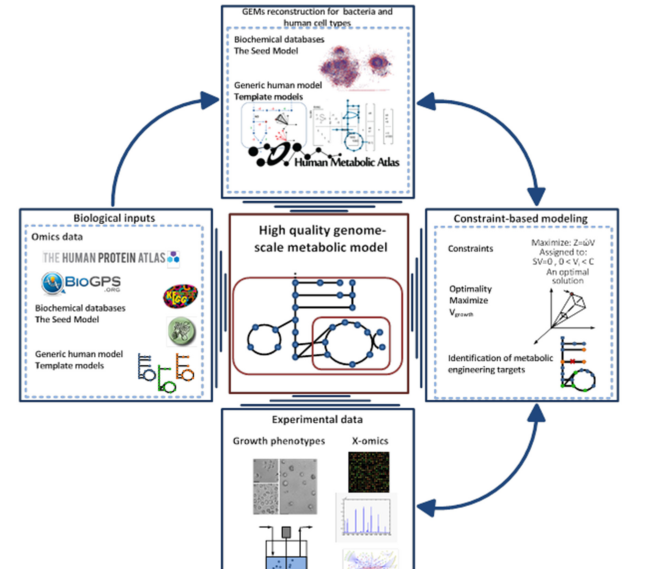 GEMs reconstruction for bacteria and
human cell types
Biochemical databases
The Seed Model
Generic human model
Template models
Human Metabolic Atlas
Biological inputs
Omics data
THE HUMAN PROTEIN ATLAS
BioGPS
.ORG
KEGG
Biochemical databases
The Seed Model
Generic human model
Template models
High quality genome-
scale metabolic model
Constraint-based modeling
Constraints
Maximize: Z=ωV
Assigned to:
SV=0 , 0 < V, < C
An optimal
solution
Optimality
Maximize
Vgrowth
Identification of metabolic
engineering targets
Experimental data
Growth phenotypes
X-omics